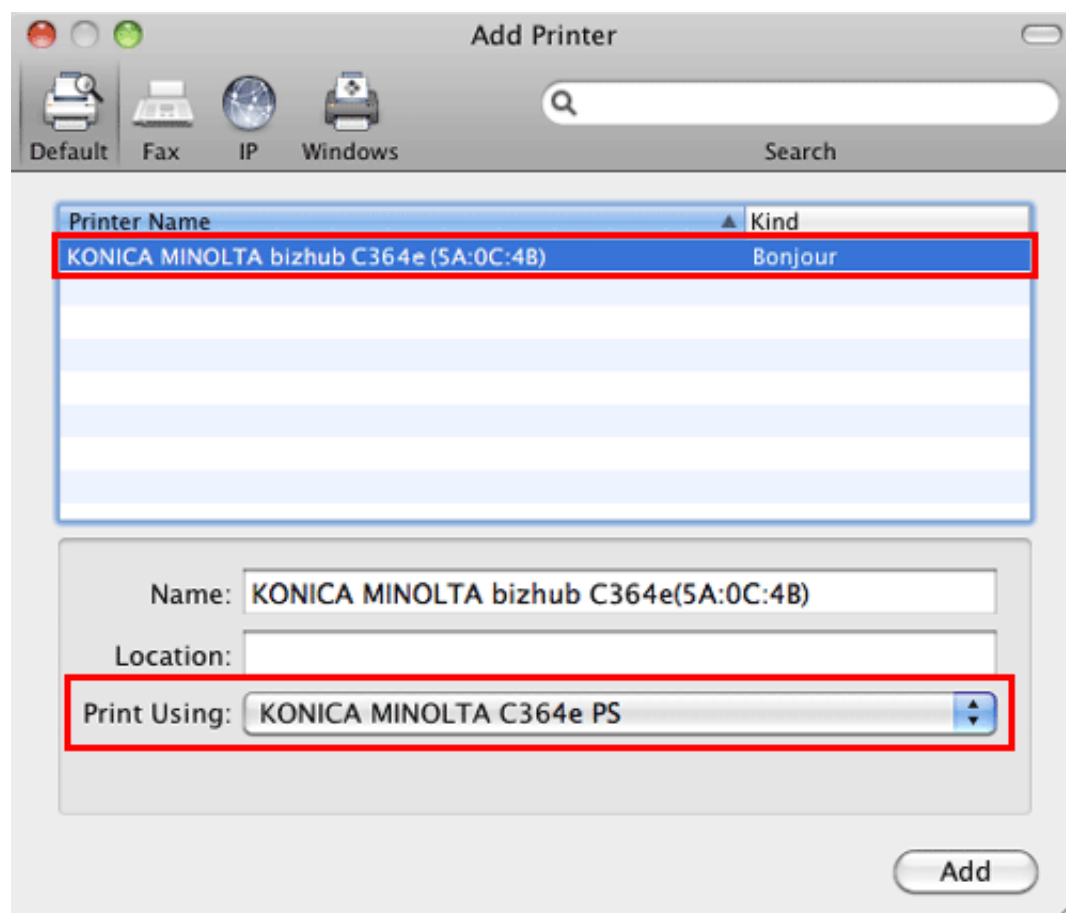 Add Printer
Default Fax IP Windows Search
Printer Name Kind
KONICA MINOLTA bizhub C364e (5A:0C:4B) Bonjour
Name: KONICA MINOLTA bizhub C364e(5A:0C:4B)
Location:
Print Using: KONICA MINOLTA C364e PS
Add